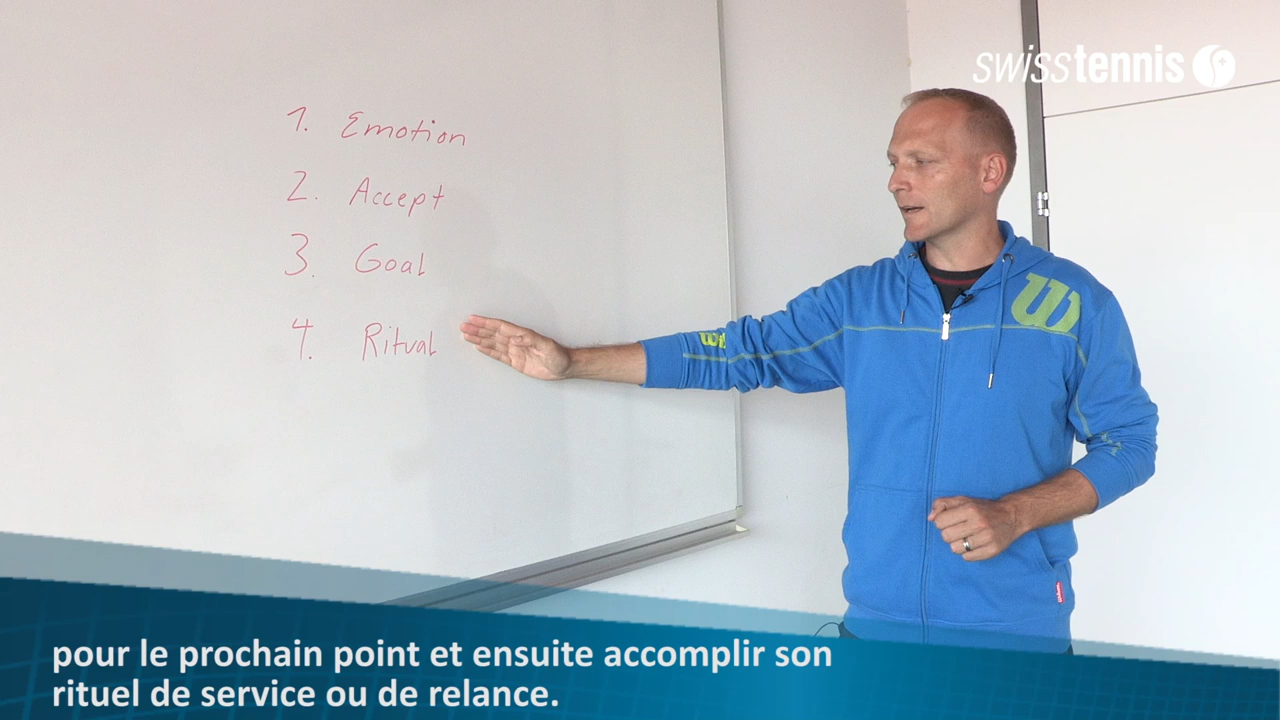 swisstennis
1. Emotion
2. Accept
3. Goal
4. Ritual
W
Wil
pour le prochain point et ensuite accomplir son
rituel de service ou de relance.